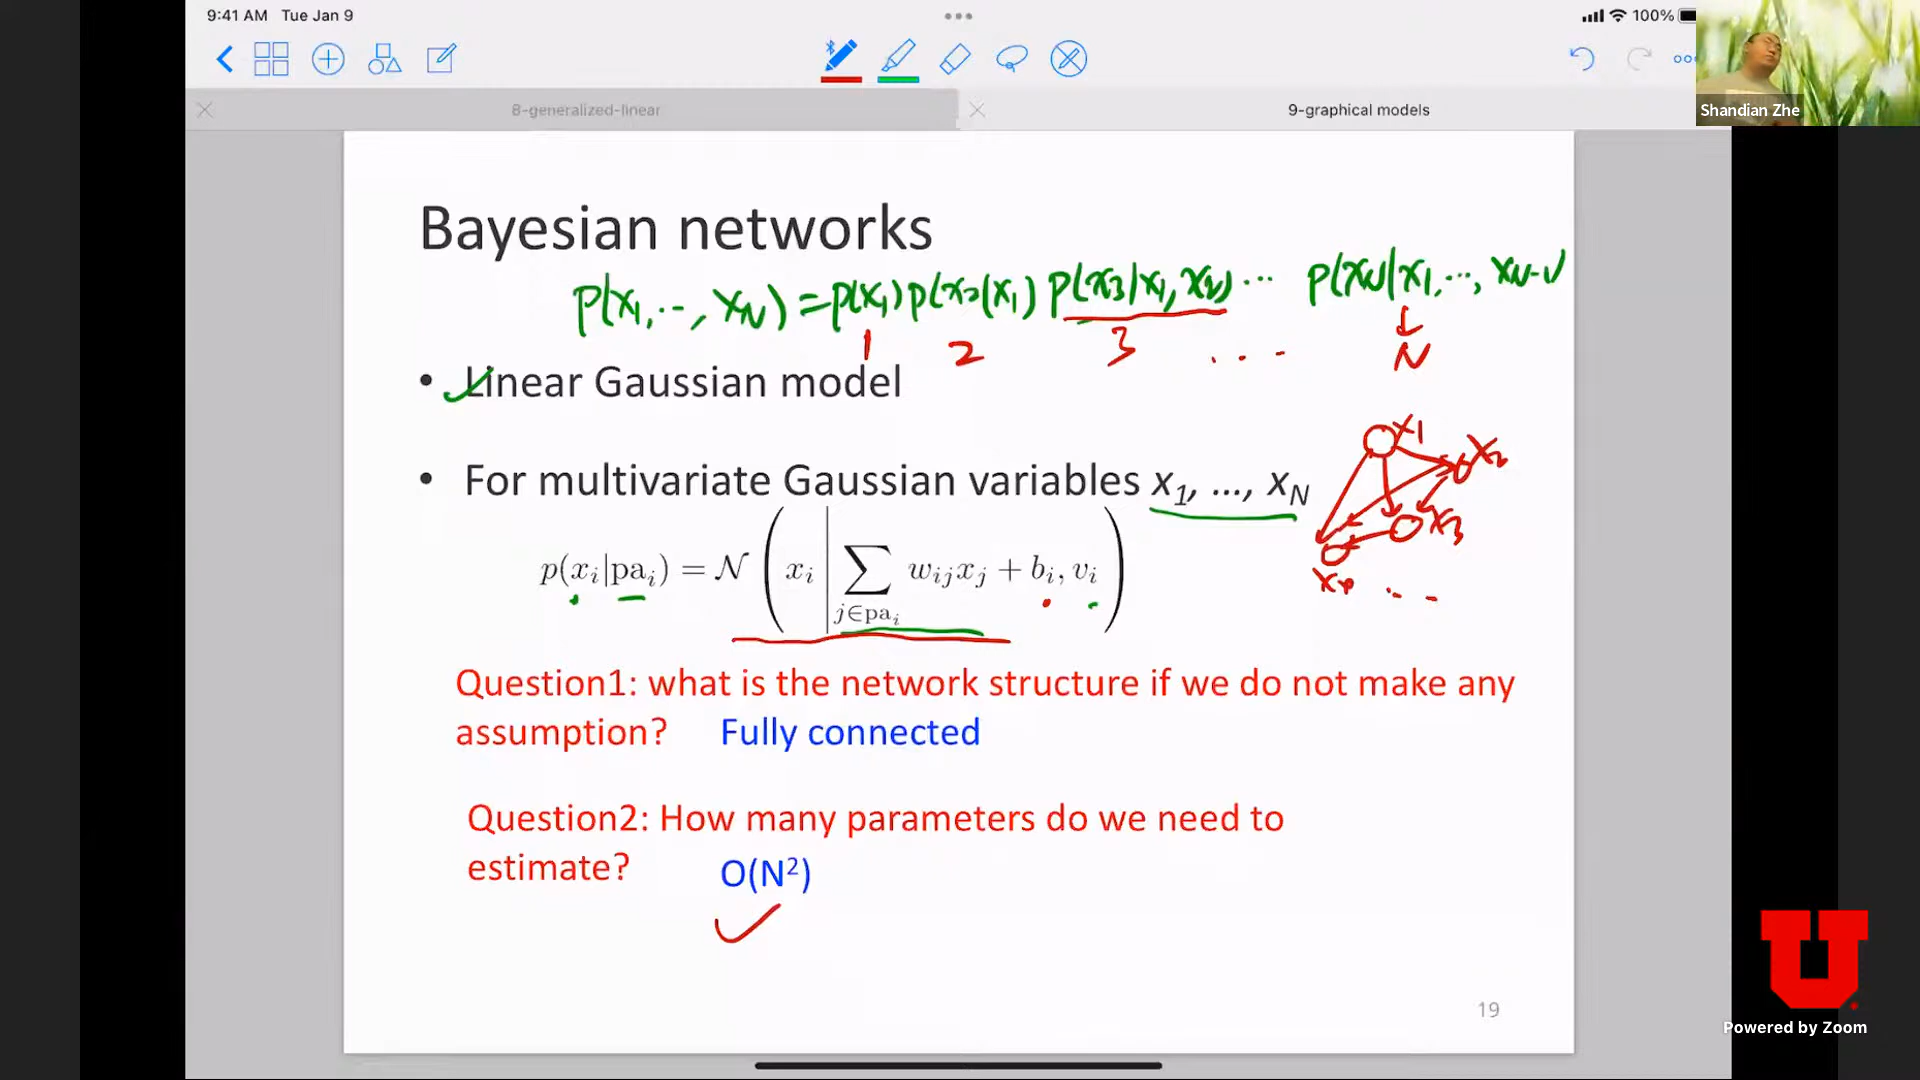 9:41 AM Tue Jan 9
100%
8-generalized-linear
9-graphical models
Shandian Zhe
Bayesian networks
p(x1, ..., xN) = p(x1) p(x2|x1) p(x3|x1, x2) ... p(xN|x1, ..., xN-1)
1 2 3 ... N
• Linear Gaussian model
• For multivariate Gaussian variables x₁, ..., x_N
x1
x2
x3
p(xᵢ|paᵢ) = 𝒩 ( xᵢ | ∑_{j∈paᵢ} wᵢⱼxⱼ + bᵢ, vᵢ )
Question1: what is the network structure if we do not make any
assumption? Fully connected
Question2: How many parameters do we need to
estimate?
O(N²)
19
U
Powered by Zoom